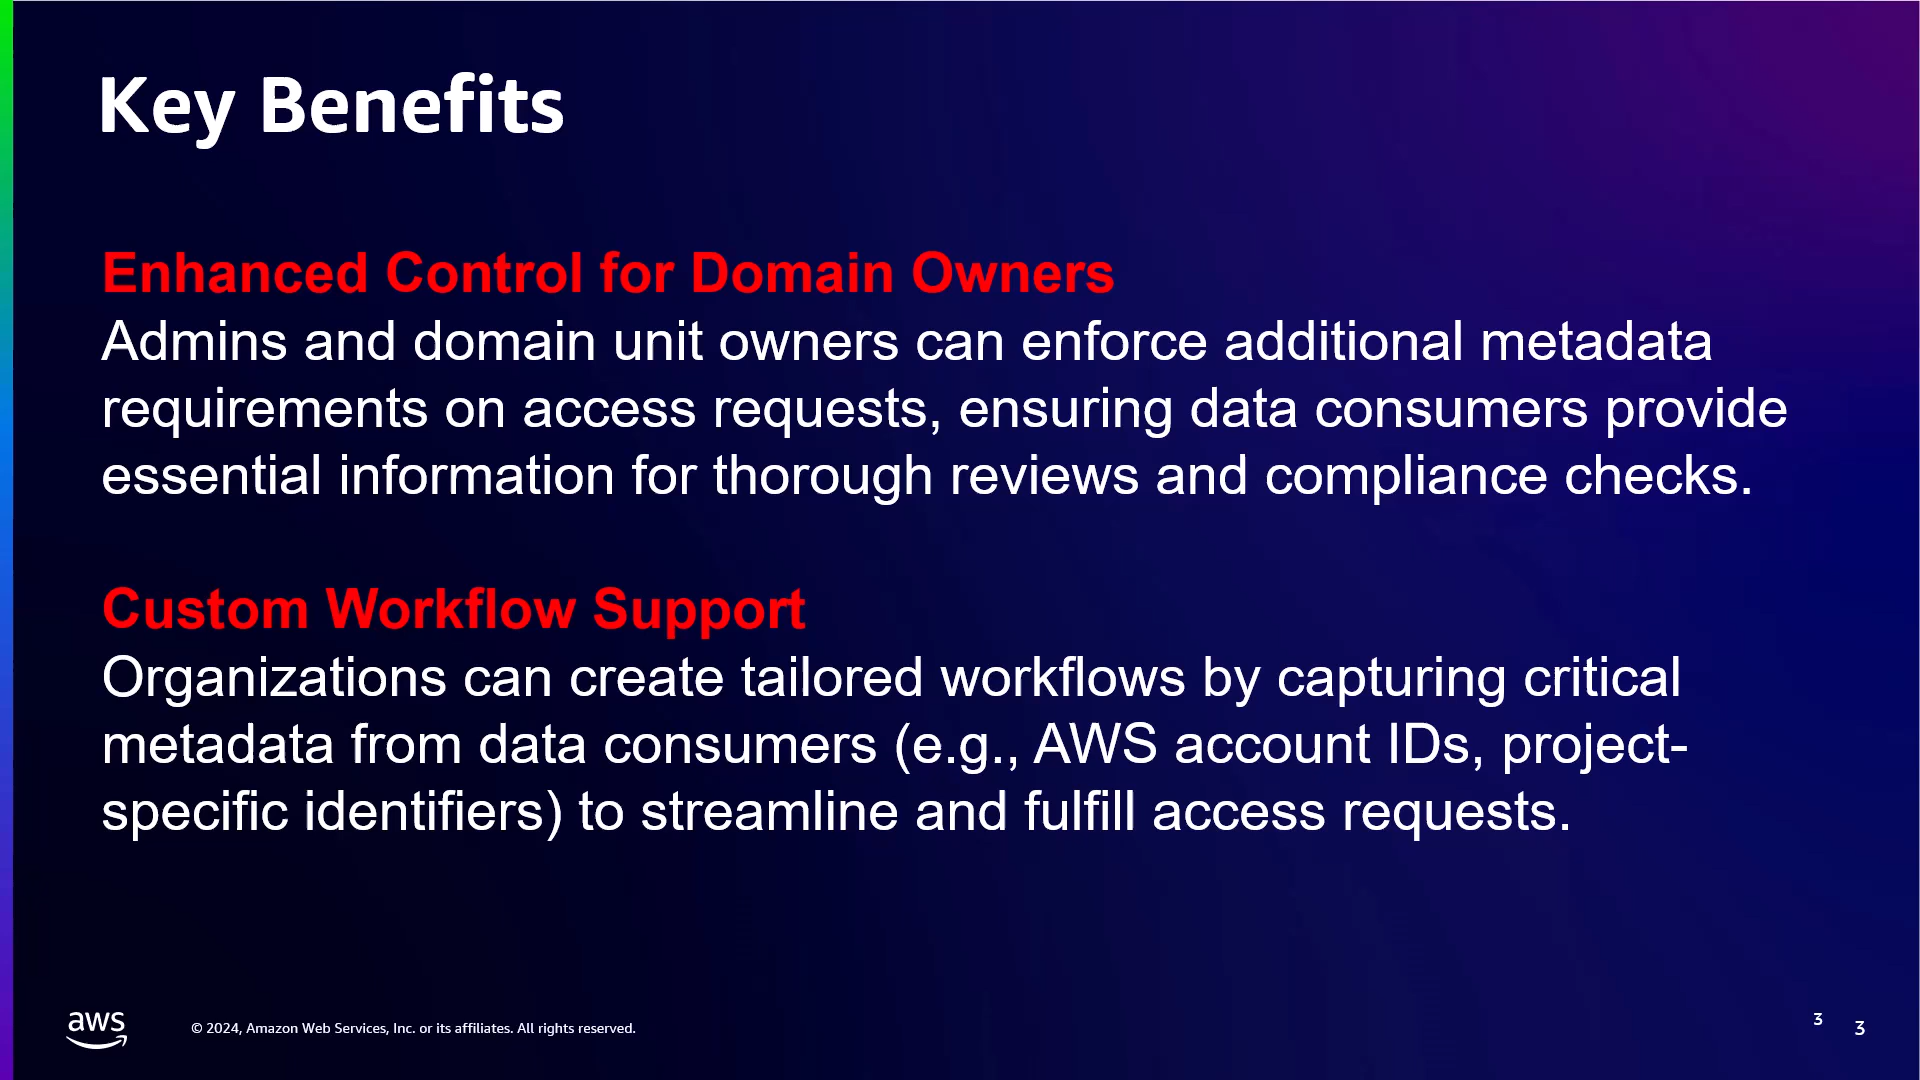 Key Benefits
Enhanced Control for Domain Owners
Admins and domain unit owners can enforce additional metadata
requirements on access requests, ensuring data consumers provide
essential information for thorough reviews and compliance checks.
Custom Workflow Support
Organizations can create tailored workflows by capturing critical
metadata from data consumers (e.g., AWS account IDs, project-
specific identifiers) to streamline and fulfill access requests.
aws
© 2024, Amazon Web Services, Inc. or its affiliates. All rights reserved.
3
3